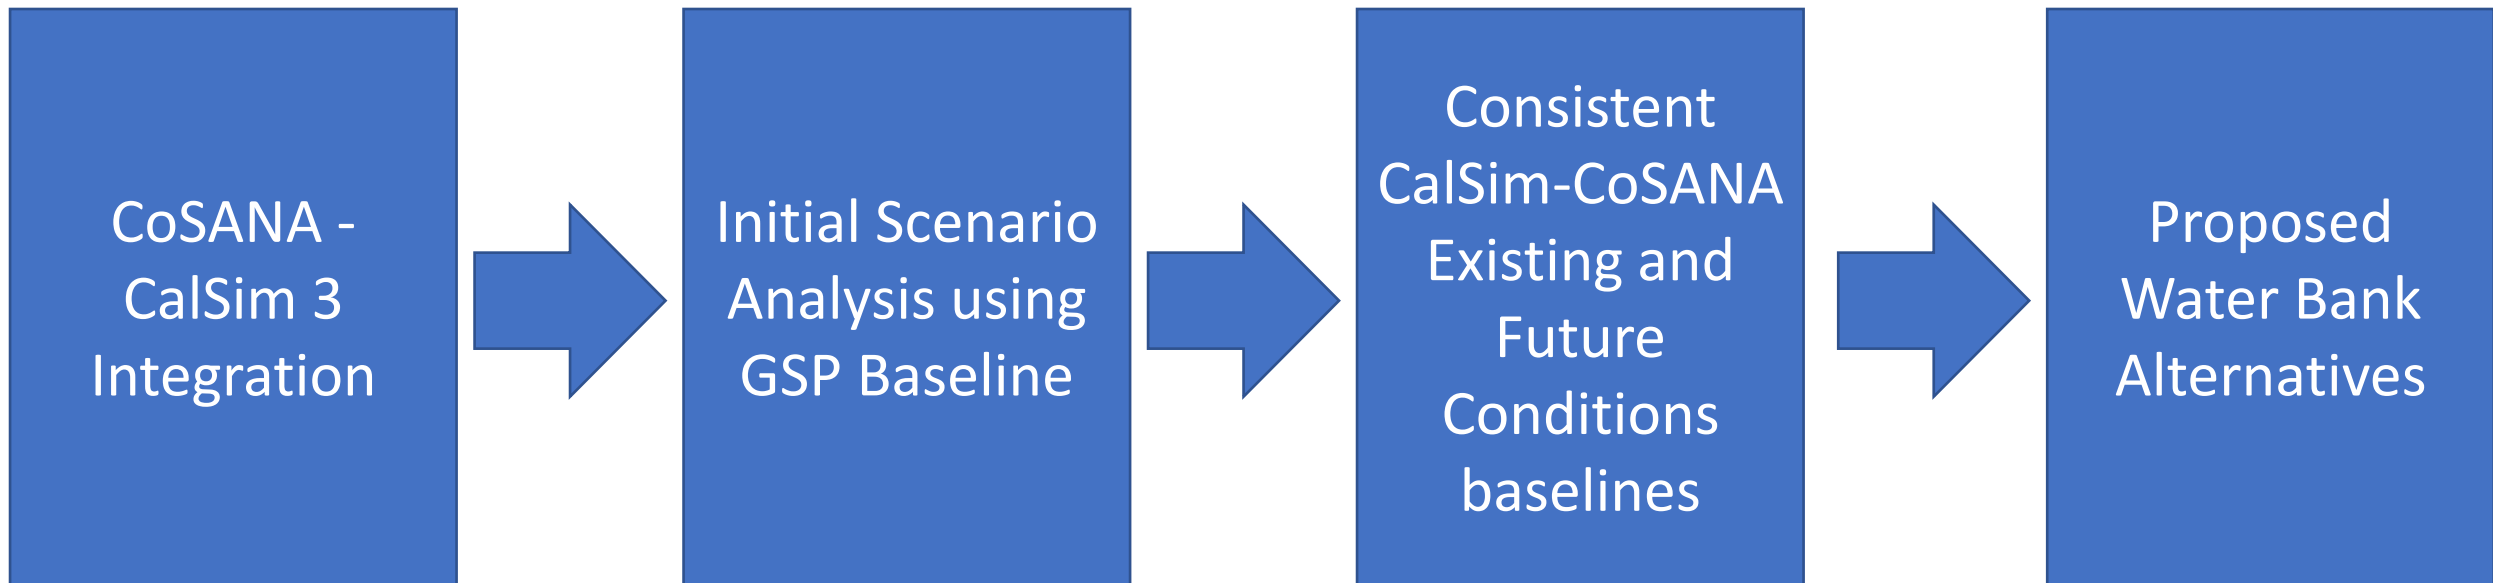 CoSANA -
CalSim 3
Integration
Initial Scenario
Analysis using
GSP Baseline
Consistent
CalSim-CoSANA
Existing and
Future
Conditions
baselines
Proposed
Water Bank
Alternatives